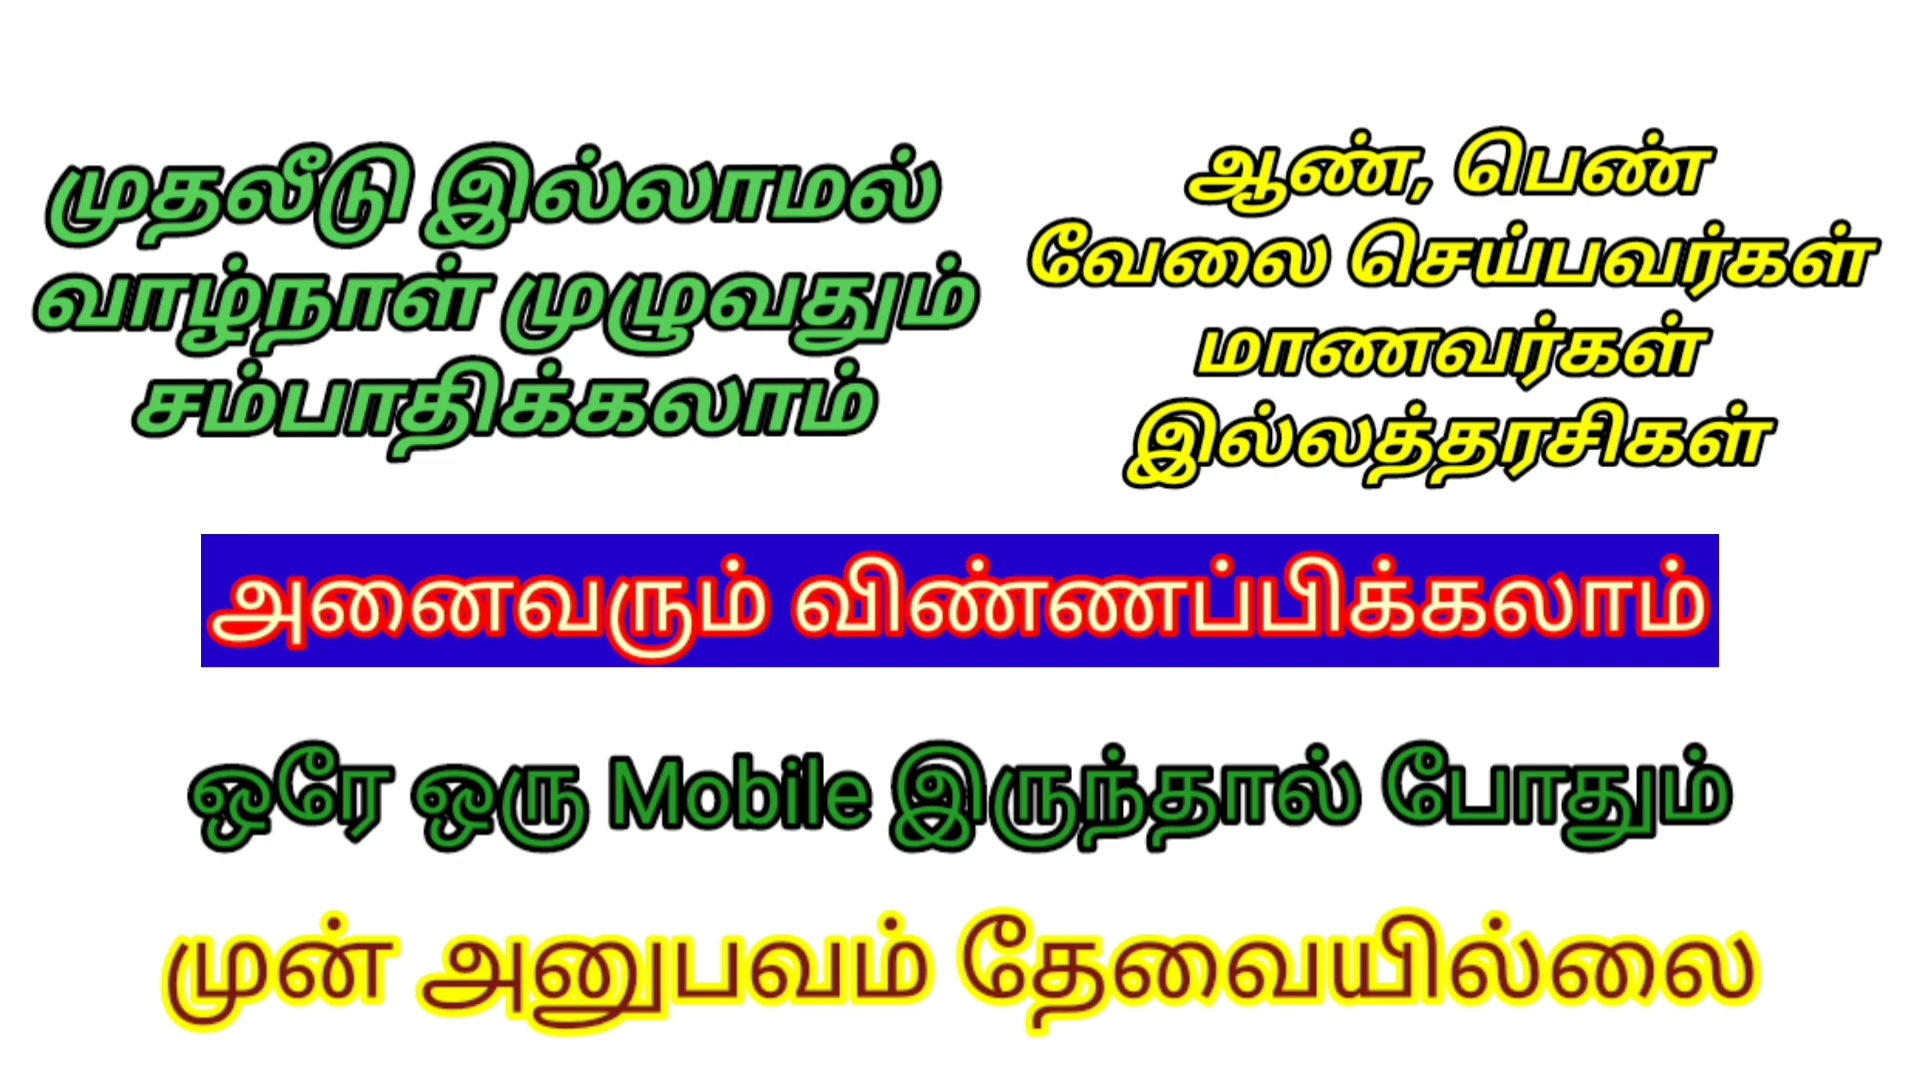 முதலீடு இல்லாமல்
வாழ்நாள் முழுவதும்
சம்பாதிக்கலாம்
ஆண், பெண்
வேலை செய்பவர்கள்
மாணவர்கள்
இல்லத்தரசிகள்
அனைவரும் விண்ணப்பிக்கலாம்
ஒரே ஒரு Mobile இருந்தால் போதும்
முன் அனுபவம் தேவையில்லை